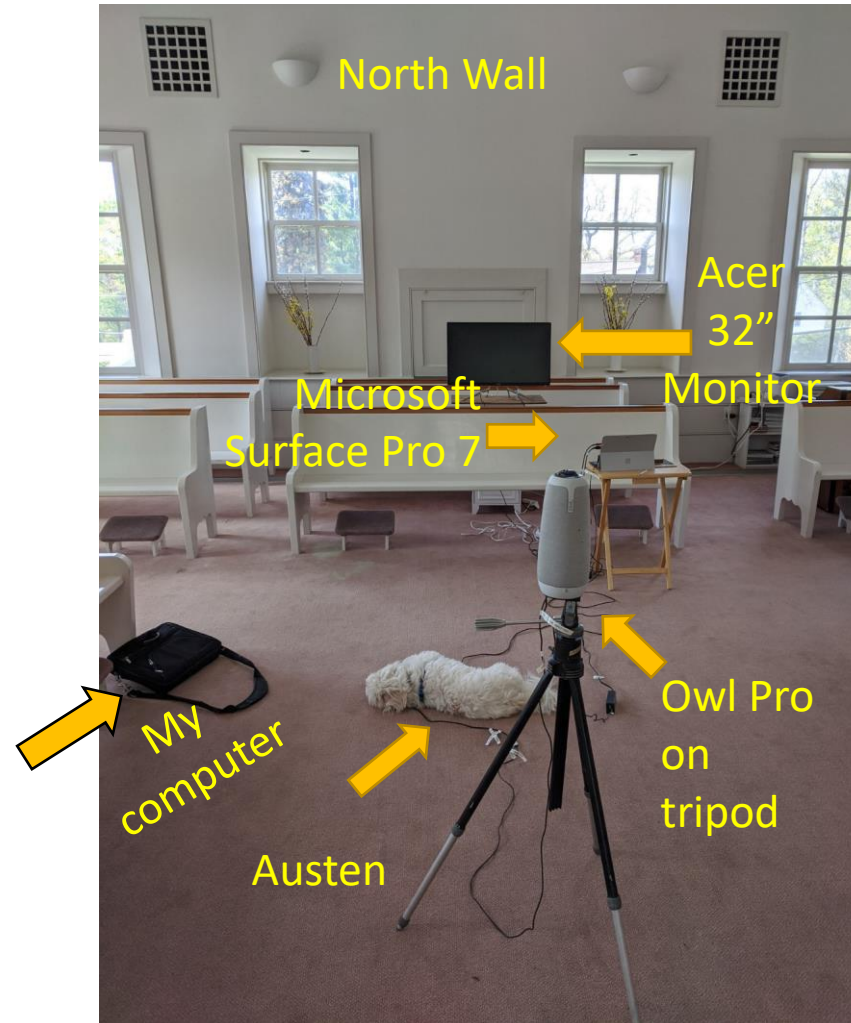 North Wall
Acer
32”
Monitor
Microsoft
Surface Pro 7
My
computer
Owl Pro
on
tripod
Austen